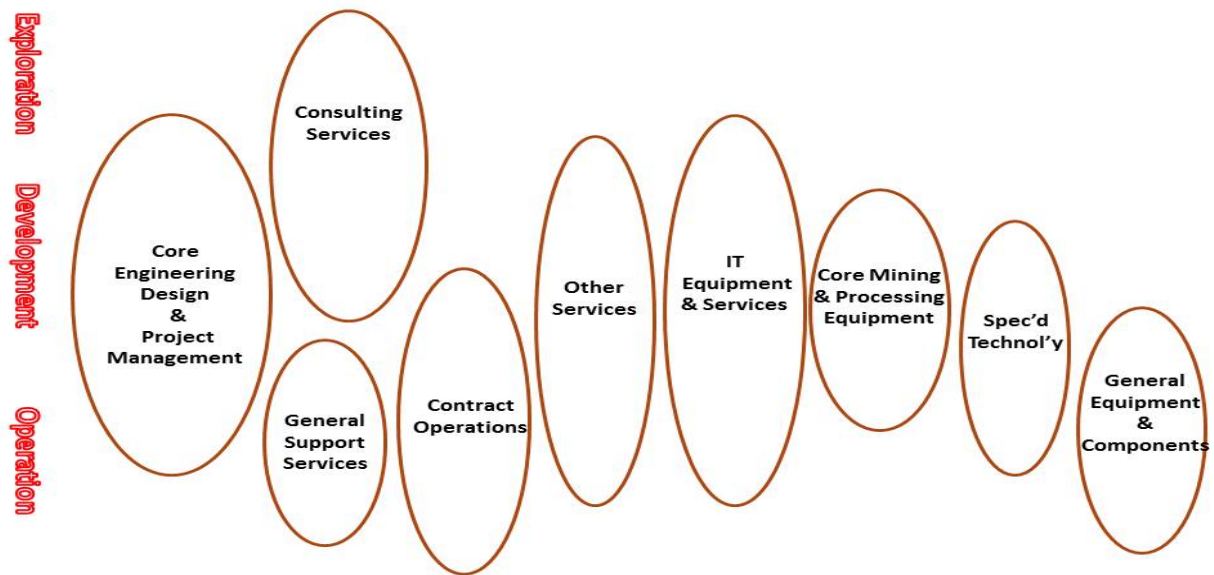 Exploration
Development
Operation
Core
Engineering
Design
&
Project
Management
Consulting
Services
General
Support
Services
Contract
Operations
Other
Services
IT
Equipment
& Services
Core Mining
& Processing
Equipment
Spec’d
Technol’y
General
Equipment
&
Components